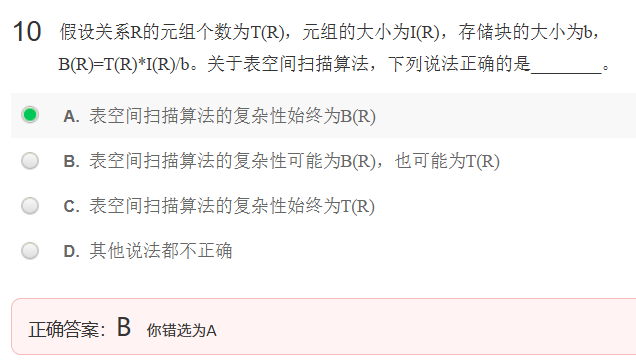 10 假设关系R的元组个数为T(R)，元组的大小为I(R)，存储块的大小为b，
B(R)=T(R)*I(R)/b。关于表空间扫描算法，下列说法正确的是________。
A. 表空间扫描算法的复杂性始终为B(R)
B. 表空间扫描算法的复杂性可能为B(R)，也可能为T(R)
C. 表空间扫描算法的复杂性始终为T(R)
D. 其他说法都不正确
正确答案：B 你错选为A